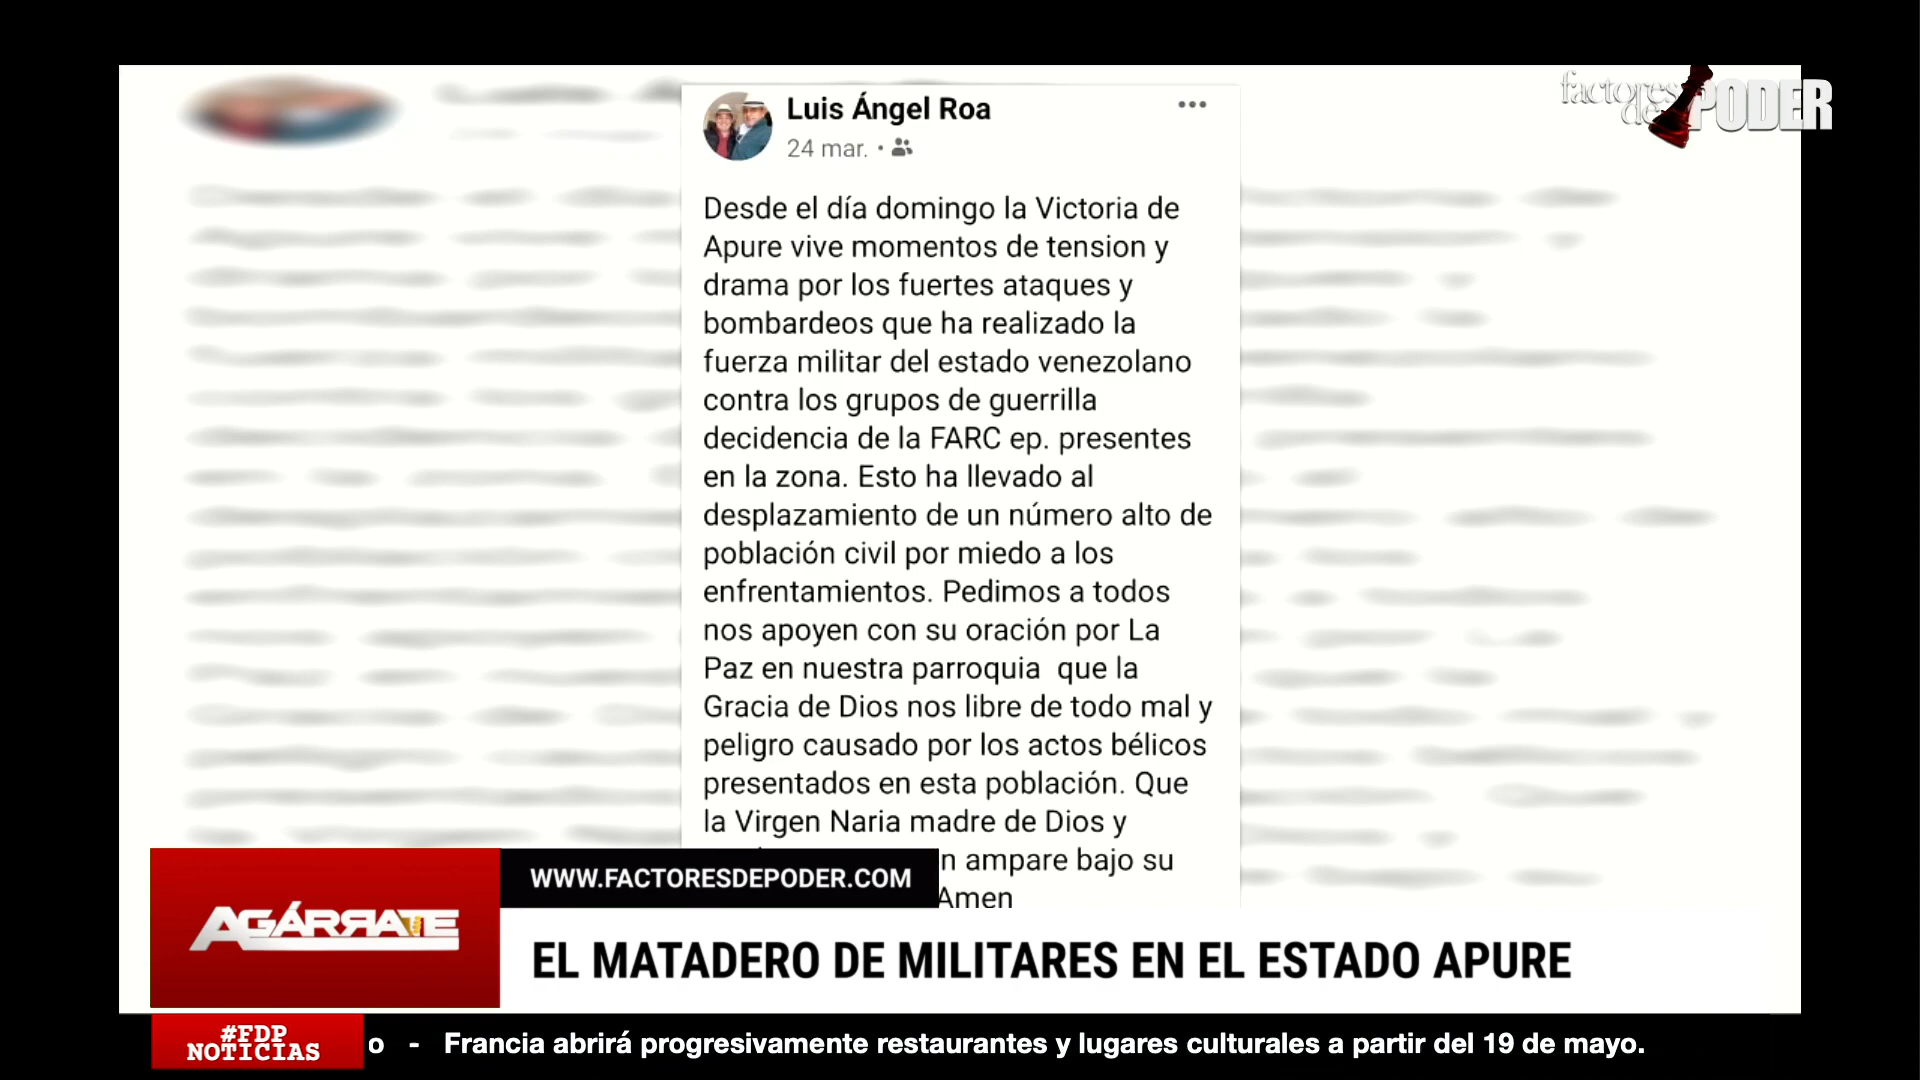 factores de PODER
Luis Ángel Roa
24 mar.
Desde el día domingo la Victoria de
Apure vive momentos de tension y
drama por los fuertes ataques y
bombardeos que ha realizado la
fuerza militar del estado venezolano
contra los grupos de guerrilla
decidencia de la FARC ep. presentes
en la zona. Esto ha llevado al
desplazamiento de un número alto de
población civil por miedo a los
enfrentamientos. Pedimos a todos
nos apoyen con su oración por La
Paz en nuestra parroquia que la
Gracia de Dios nos libre de todo mal y
peligro causado por los actos bélicos
presentados en esta población. Que
la Virgen Naria madre de Dios y
n ampare bajo su
Amen
WWW.FACTORESDEPODER.COM
AGÁRRATE
EL MATADERO DE MILITARES EN EL ESTADO APURE
#FDP
NOTICIAS
o - Francia abrirá progresivamente restaurantes y lugares culturales a partir del 19 de mayo.